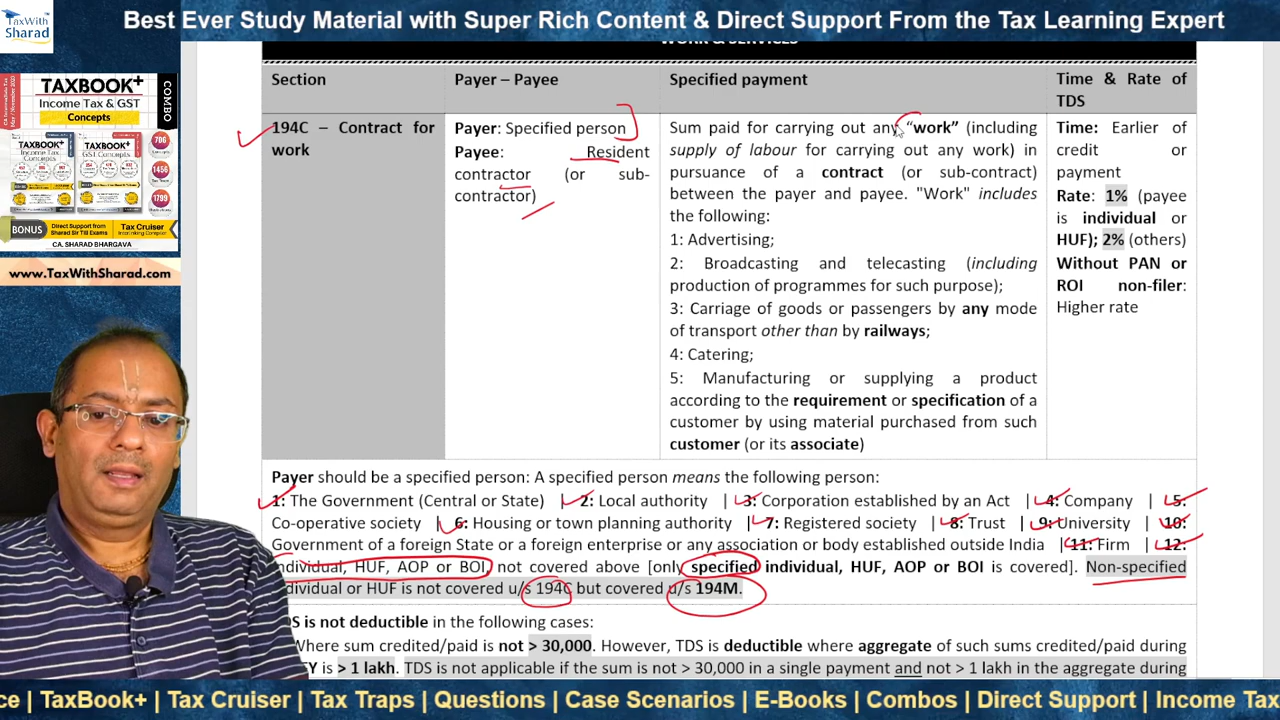 Best Ever Study Material with Super Rich Content & Direct Support From the Tax Learning Expert
TaxWith
Sharad
TAXBOOK+
Income Tax & GST
Concepts
COMBO
BONUS
Direct Support from
Sharad Sir Till Exams
Tax Cruiser
CA. SHARAD BHARGAVA
www.TaxWithSharad.com
WORK & SERVICES
Section
Payer – Payee
Specified payment
Time & Rate of
TDS
194C – Contract for
work
Payer: Specified person
Payee: Resident
contractor (or sub-
contractor)
Sum paid for carrying out any “work” (including
supply of labour for carrying out any work) in
pursuance of a contract (or sub-contract)
between the payer and payee. "Work" includes
the following:
1: Advertising;
2: Broadcasting and telecasting (including
production of programmes for such purpose);
3: Carriage of goods or passengers by any mode
of transport other than by railways;
4: Catering;
5: Manufacturing or supplying a product
according to the requirement or specification of a
customer by using material purchased from such
customer (or its associate)
Time: Earlier of
credit or
payment
Rate: 1% (payee
is individual or
HUF); 2% (others)
Without PAN or
ROI non-filer:
Higher rate
Payer should be a specified person: A specified person means the following person:
1: The Government (Central or State) | 2: Local authority | 3: Corporation established by an Act | 4: Company | 5:
Co-operative society | 6: Housing or town planning authority | 7: Registered society | 8: Trust | 9: University | 10:
Government of a foreign State or a foreign enterprise or any association or body established outside India | 11: Firm | 12:
Individual, HUF, AOP or BOI not covered above [only specified individual, HUF, AOP or BOI is covered]. Non-specified
individual or HUF is not covered u/s 194C but covered u/s 194M.
TDS is not deductible in the following cases:
Where sum credited/paid is not > 30,000. However, TDS is deductible where aggregate of such sums credited/paid during
TY is > 1 lakh. TDS is not applicable if the sum is not > 30,000 in a single payment and not > 1 lakh in the aggregate during
ce | TaxBook+ | Tax Cruiser | Tax Traps | Questions | Case Scenarios | E-Books | Combos | Direct Support | Income Tax